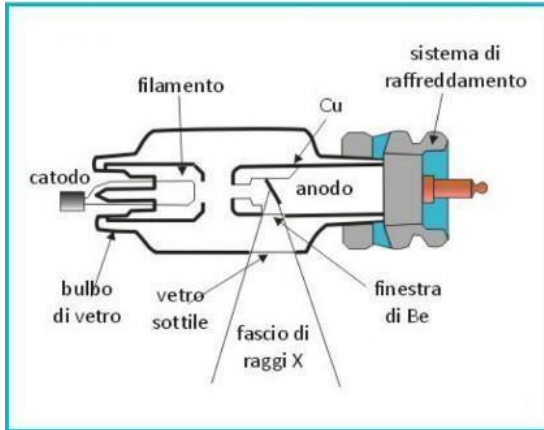 sistema di
raffreddamento
filamento
Cu
catodo
anodo
bulbo
di vetro
vetro
sottile
finestra
di Be
fascio di
raggi X